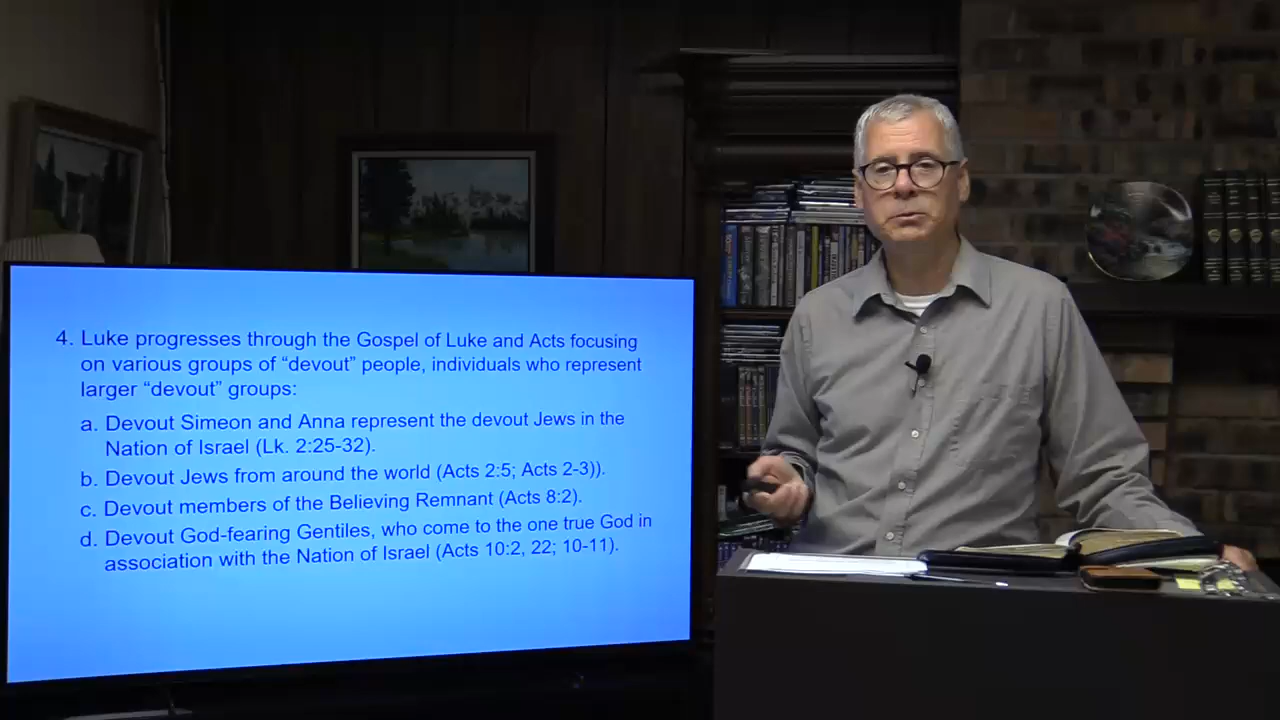 4. Luke progresses through the Gospel of Luke and Acts focusing
on various groups of “devout” people, individuals who represent
larger “devout” groups:
a. Devout Simeon and Anna represent the devout Jews in the
Nation of Israel (Lk. 2:25-32).
b. Devout Jews from around the world (Acts 2:5; Acts 2-3)).
c. Devout members of the Believing Remnant (Acts 8:2).
d. Devout God-fearing Gentiles, who come to the one true God in
association with the Nation of Israel (Acts 10:2, 22; 10-11).